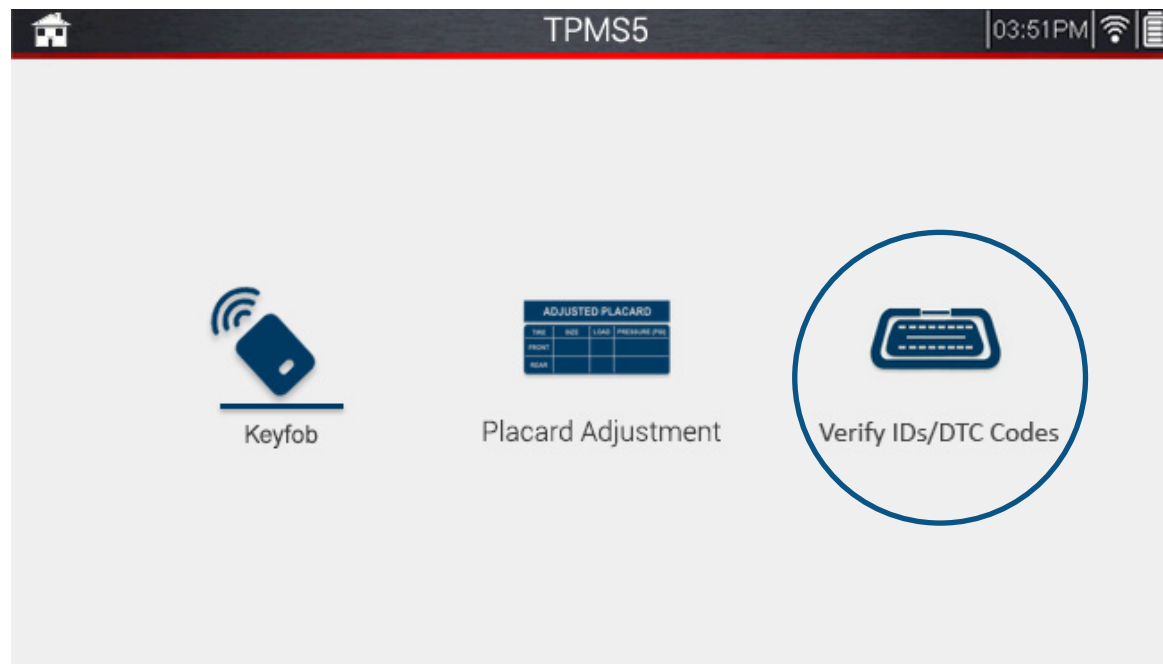 TPMS5
03:51PM
ADJUSTED PLACARD
TIRE SIZE LOAD PRESSURE (PSI)
FRONT
REAR
Keyfob
Placard Adjustment
Verify IDs/DTC Codes